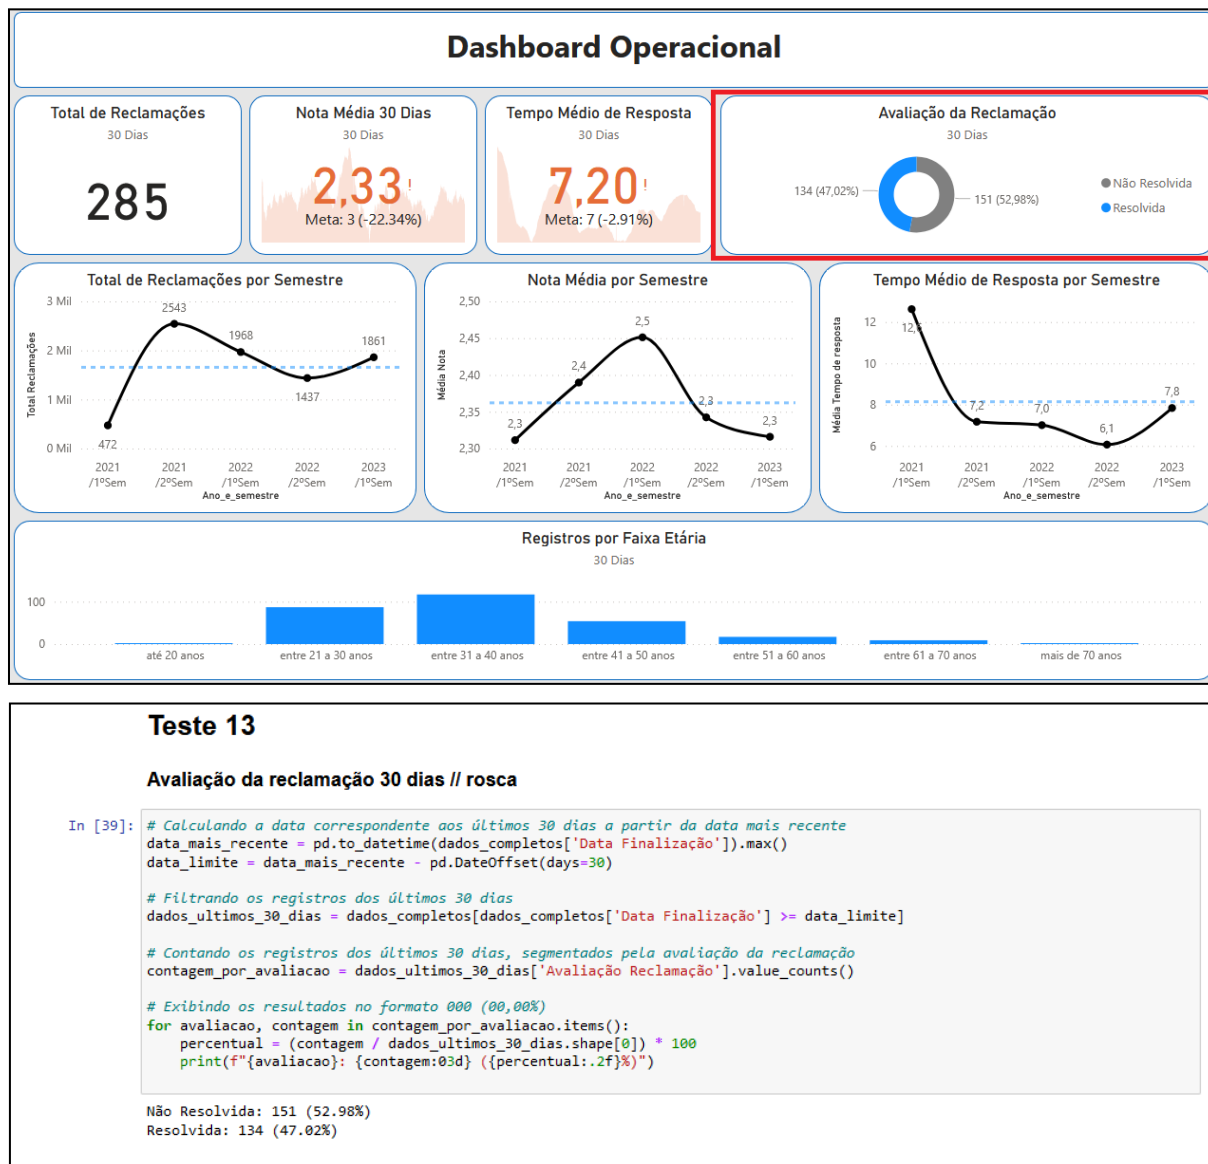 Dashboard Operacional
Total de Reclamações
30 Dias
285
Nota Média 30 Dias
30 Dias
2,33!
Meta: 3 (-22.34%)
Tempo Médio de Resposta
30 Dias
7,20!
Meta: 7 (-2.91%)
Avaliação da Reclamação
30 Dias
134 (47,02%)
151 (52,98%)
Não Resolvida
Resolvida
Total de Reclamações por Semestre
Total Reclamações
3 Mil
2 Mil
1 Mil
0 Mil
472
2543
1968
1437
1861
2021 2021 2022 2022 2023
/1ºSem /2ºSem /1ºSem /2ºSem /1ºSem
Ano_e_semestre
Nota Média por Semestre
Média Nota
2,50
2,45
2,40
2,35
2,30
2,3
2,4
2,5
2,3
2,3
2021 2021 2022 2022 2023
/1ºSem /2ºSem /1ºSem /2ºSem /1ºSem
Ano_e_semestre
Tempo Médio de Resposta por Semestre
Média Tempo de resposta
12
10
8
6
12,6
7,2
7,0
6,1
7,8
2021 2021 2022 2022 2023
/1ºSem /2ºSem /1ºSem /2ºSem /1ºSem
Ano_e_semestre
Registros por Faixa Etária
30 Dias
100
0
até 20 anos entre 21 a 30 anos entre 31 a 40 anos entre 41 a 50 anos entre 51 a 60 anos entre 61 a 70 anos mais de 70 anos
Teste 13
Avaliação da reclamação 30 dias // rosca
In [39]:
# Calculando a data correspondente aos últimos 30 dias a partir da data mais recente
data_mais_recente = pd.to_datetime(dados_completos['Data Finalização']).max()
data_limite = data_mais_recente - pd.DateOffset(days=30)
# Filtrando os registros dos últimos 30 dias
dados_ultimos_30_dias = dados_completos[dados_completos['Data Finalização'] >= data_limite]
# Contando os registros dos últimos 30 dias, segmentados pela avaliação da reclamação
contagem_por_avaliacao = dados_ultimos_30_dias['Avaliação Reclamação'].value_counts()
# Exibindo os resultados no formato 000 (00,00%)
for avaliacao, contagem in contagem_por_avaliacao.items():
    percentual = (contagem / dados_ultimos_30_dias.shape[0]) * 100
    print(f"{avaliacao}: {contagem:03d} ({percentual:.2f}%)")
Não Resolvida: 151 (52.98%)
Resolvida: 134 (47.02%)